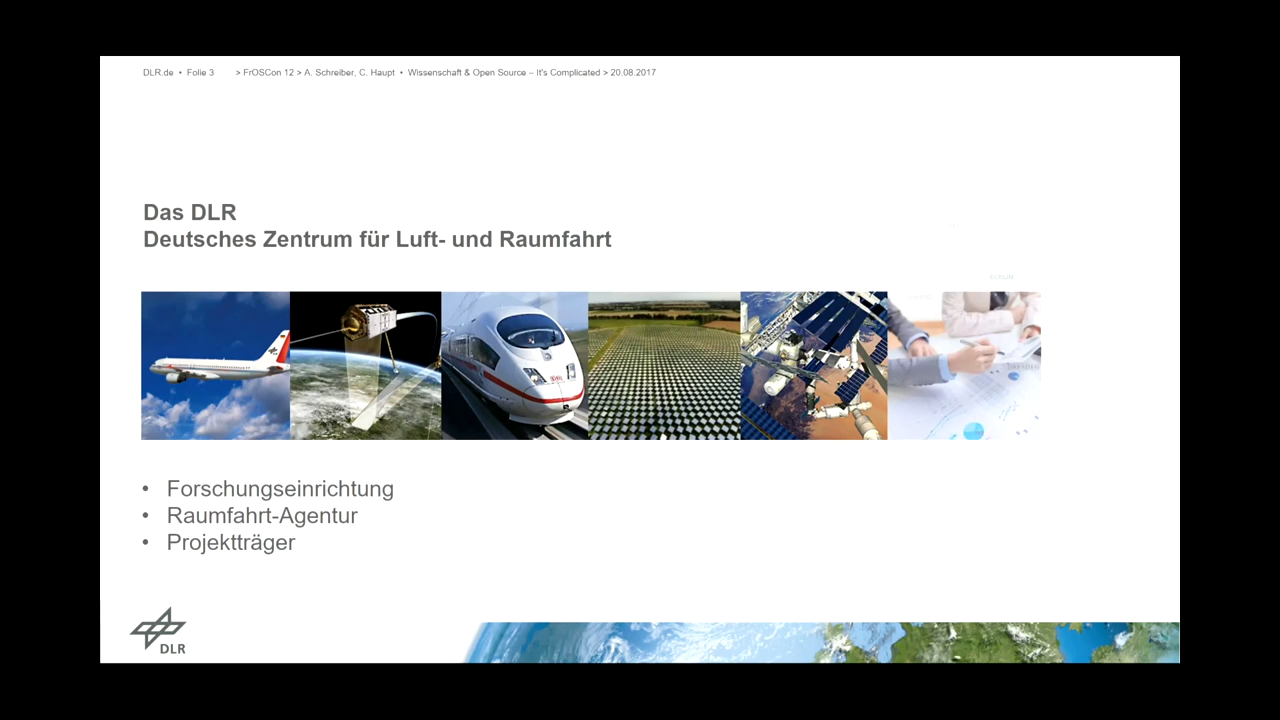 DLR.de • Folie 3 > FrOSCon 12 > A. Schreiber, C. Haupt • Wissenschaft & Open Source – It's Complicated > 20.08.2017
Das DLR
Deutsches Zentrum für Luft- und Raumfahrt
• Forschungseinrichtung
• Raumfahrt-Agentur
• Projektträger
DLR